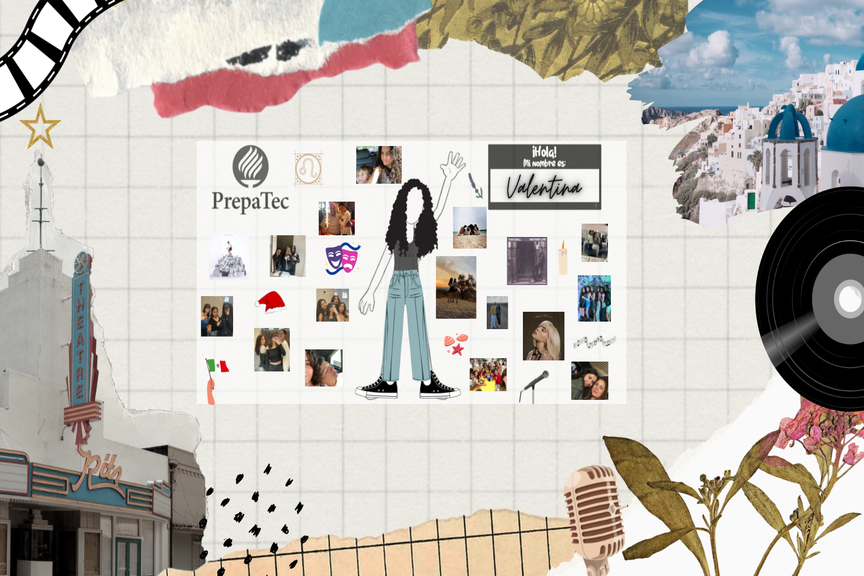 PrepaTec
¡Hola!
Mi nombre es:
Valentina
THEATRE
Ritz